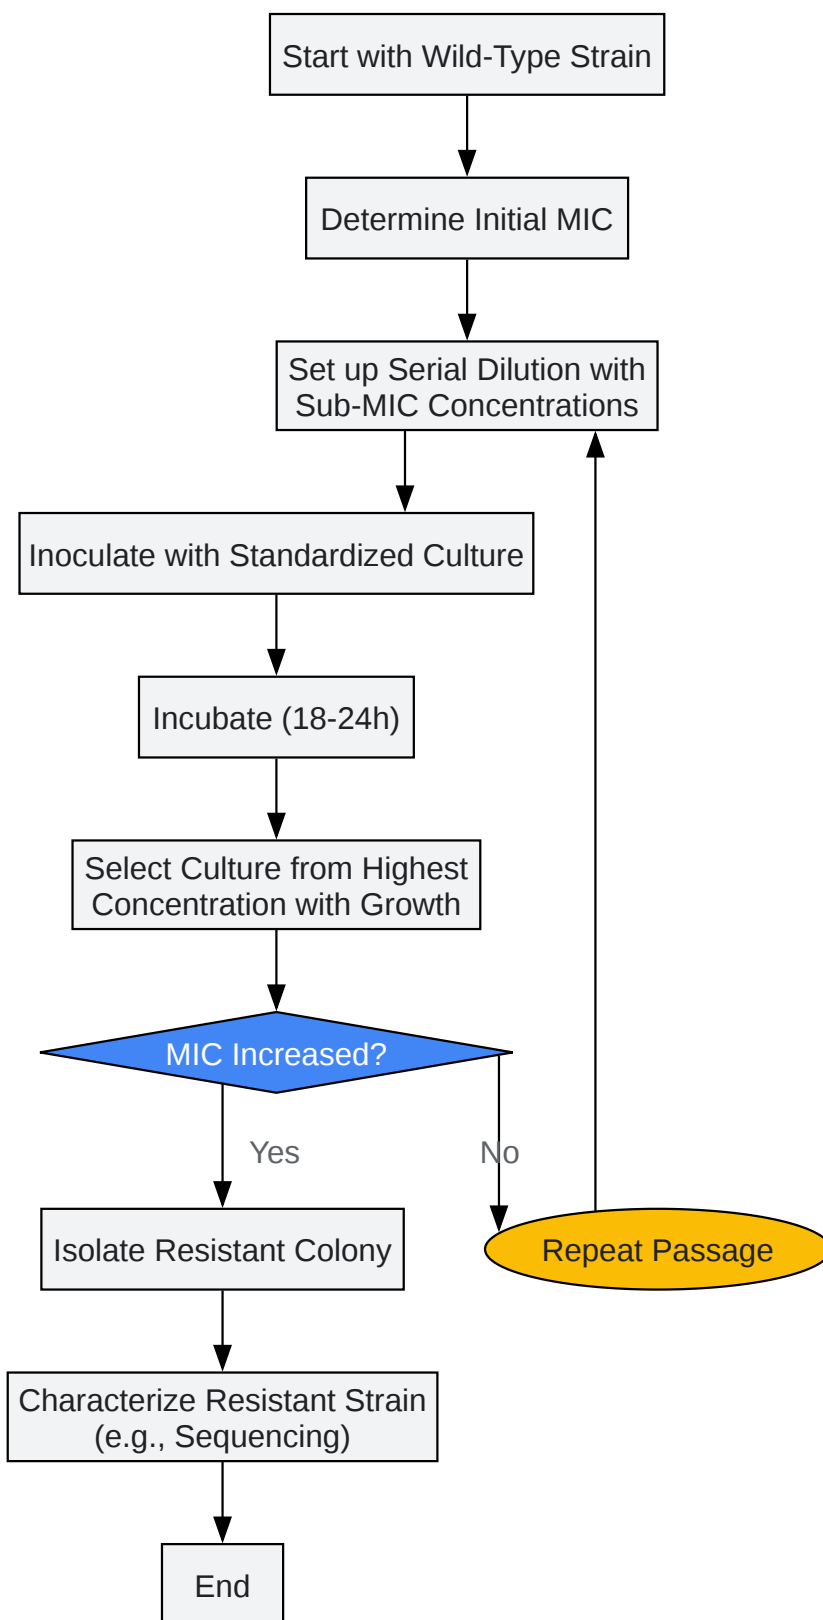 Start with Wild-Type Strain
Determine Initial MIC
Set up Serial Dilution with
Sub-MIC Concentrations
Inoculate with Standardized Culture
Incubate (18-24h)
Select Culture from Highest
Concentration with Growth
MIC Increased?
Yes
No
Isolate Resistant Colony
Repeat Passage
Characterize Resistant Strain
(e.g., Sequencing)
End